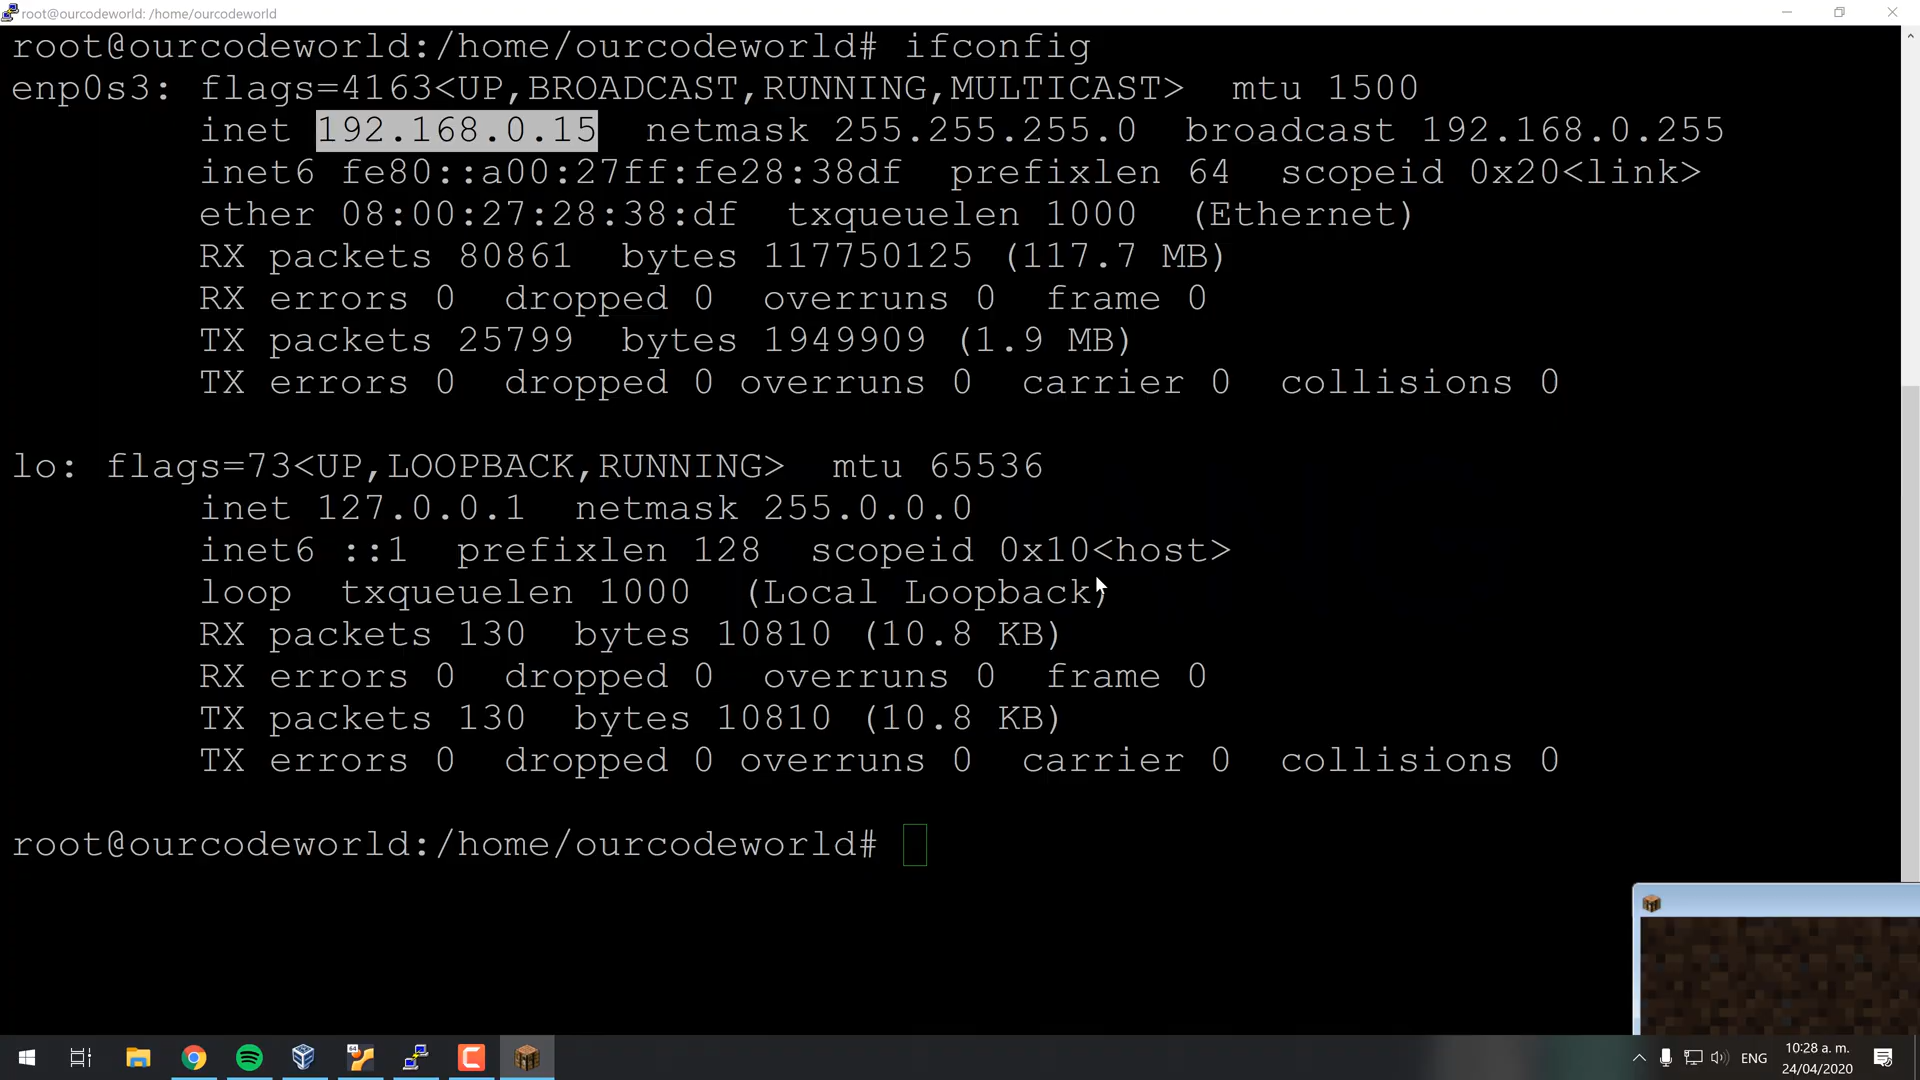 root@ourcodeworld: /home/ourcodeworld
root@ourcodeworld:/home/ourcodeworld# ifconfig
enp0s3: flags=4163<UP,BROADCAST,RUNNING,MULTICAST>  mtu 1500
inet 192.168.0.15  netmask 255.255.255.0  broadcast 192.168.0.255
inet6 fe80::a00:27ff:fe28:38df  prefixlen 64  scopeid 0x20<link>
ether 08:00:27:28:38:df  txqueuelen 1000  (Ethernet)
RX packets 80861  bytes 117750125 (117.7 MB)
RX errors 0  dropped 0  overruns 0  frame 0
TX packets 25799  bytes 1949909 (1.9 MB)
TX errors 0  dropped 0 overruns 0  carrier 0  collisions 0
lo: flags=73<UP,LOOPBACK,RUNNING>  mtu 65536
inet 127.0.0.1  netmask 255.0.0.0
inet6 ::1  prefixlen 128  scopeid 0x10<host>
loop  txqueuelen 1000  (Local Loopback)
RX packets 130  bytes 10810 (10.8 KB)
RX errors 0  dropped 0  overruns 0  frame 0
TX packets 130  bytes 10810 (10.8 KB)
TX errors 0  dropped 0 overruns 0  carrier 0  collisions 0
root@ourcodeworld:/home/ourcodeworld#
64
ENG
10:28 a. m.
24/04/2020